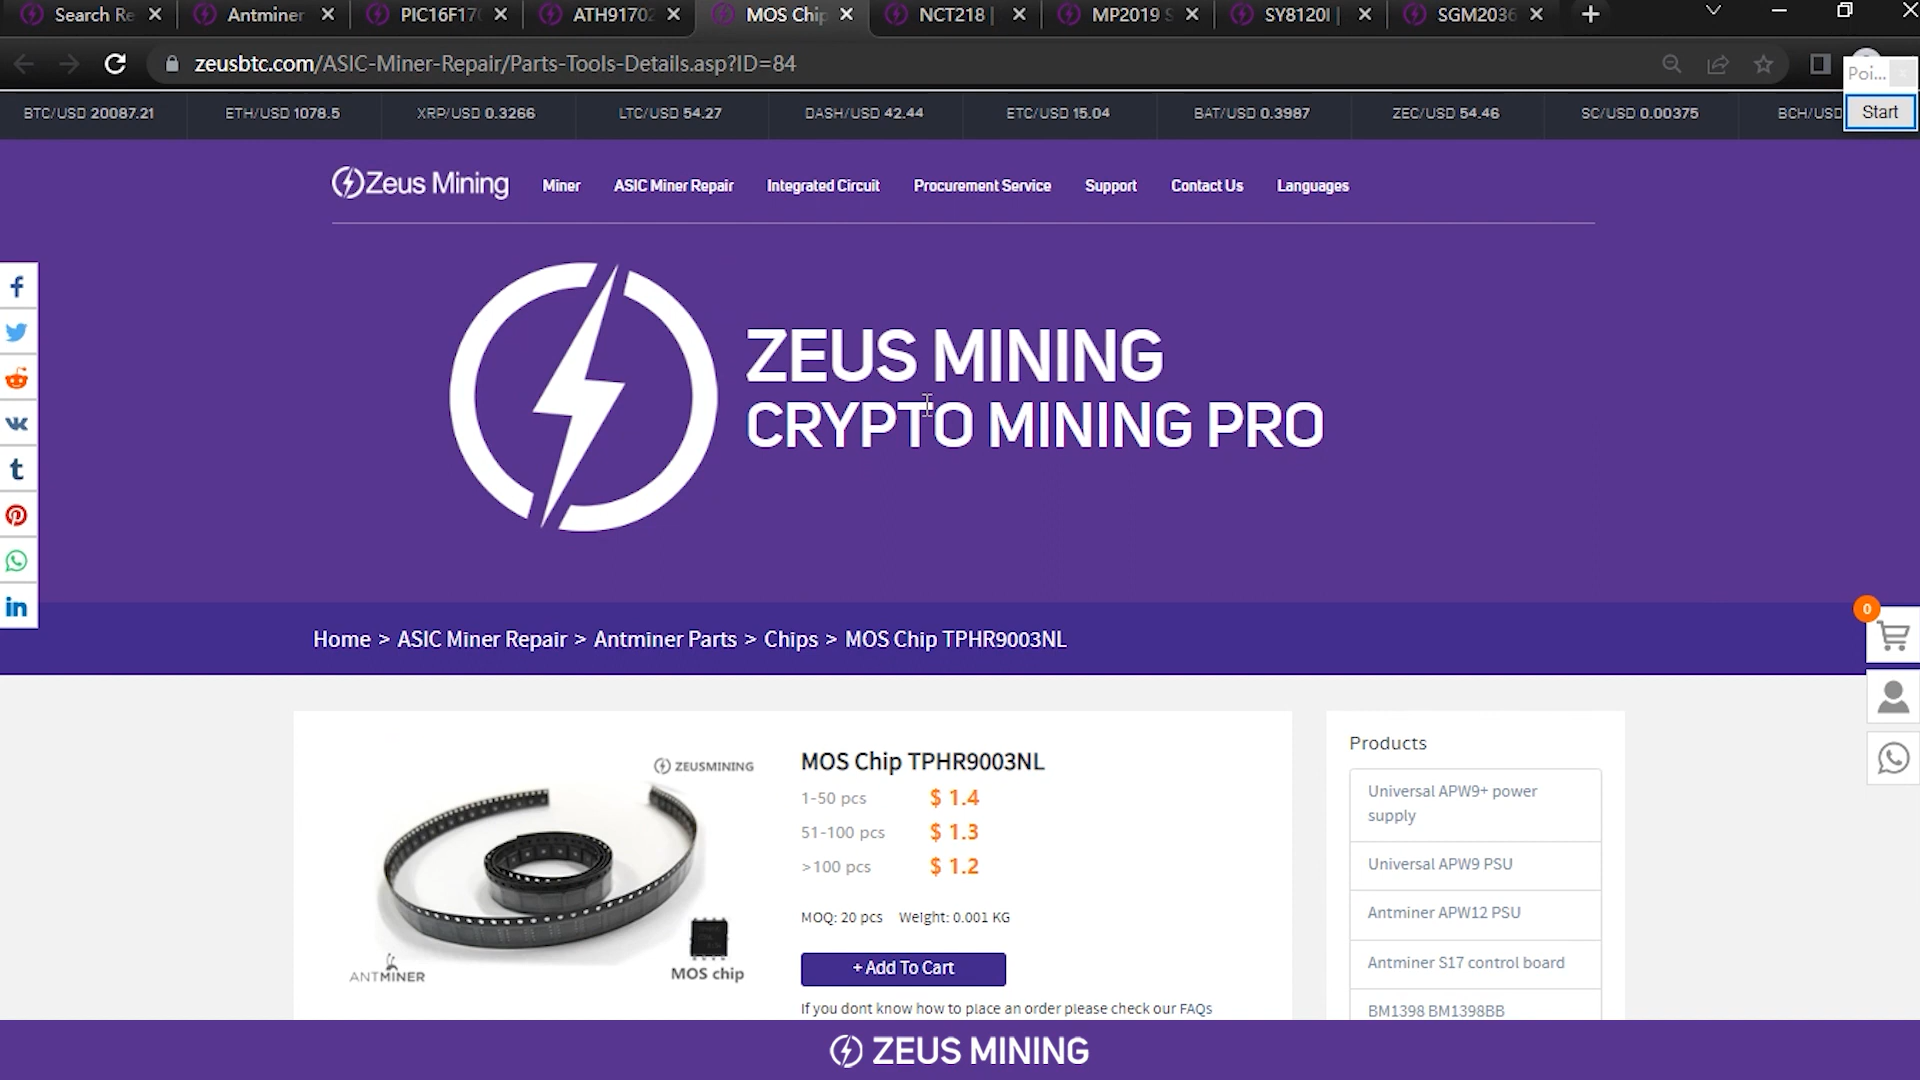 Search Re
Antminer
PIC16F170
ATH91702
MOS Chip
NCT218 |
MP2019 S
SY8120I |
SGM2036
zeusbtc.com/ASIC-Miner-Repair/Parts-Tools-Details.asp?ID=84
Poi...
Start
BTC/USD 20087.21
ETH/USD 1078.5
XRP/USD 0.3266
LTC/USD 54.27
DASH/USD 42.44
ETC/USD 15.04
BAT/USD 0.3987
ZEC/USD 54.46
SC/USD 0.00375
BCH/USD
Zeus Mining
Miner
ASIC Miner Repair
Integrated Circuit
Procurement Service
Support
Contact Us
Languages
ZEUS MINING
CRYPTO MINING PRO
0
Home > ASIC Miner Repair > Antminer Parts > Chips > MOS Chip TPHR9003NL
ZEUSMINING
ANTMINER
MOS chip
MOS Chip TPHR9003NL
1-50 pcs $ 1.4
51-100 pcs $ 1.3
>100 pcs $ 1.2
MOQ: 20 pcs Weight: 0.001 KG
+ Add To Cart
If you dont know how to place an order please check our FAQs
Products
Universal APW9+ power
supply
Universal APW9 PSU
Antminer APW12 PSU
Antminer S17 control board
BM1398 BM1398BB
ZEUS MINING